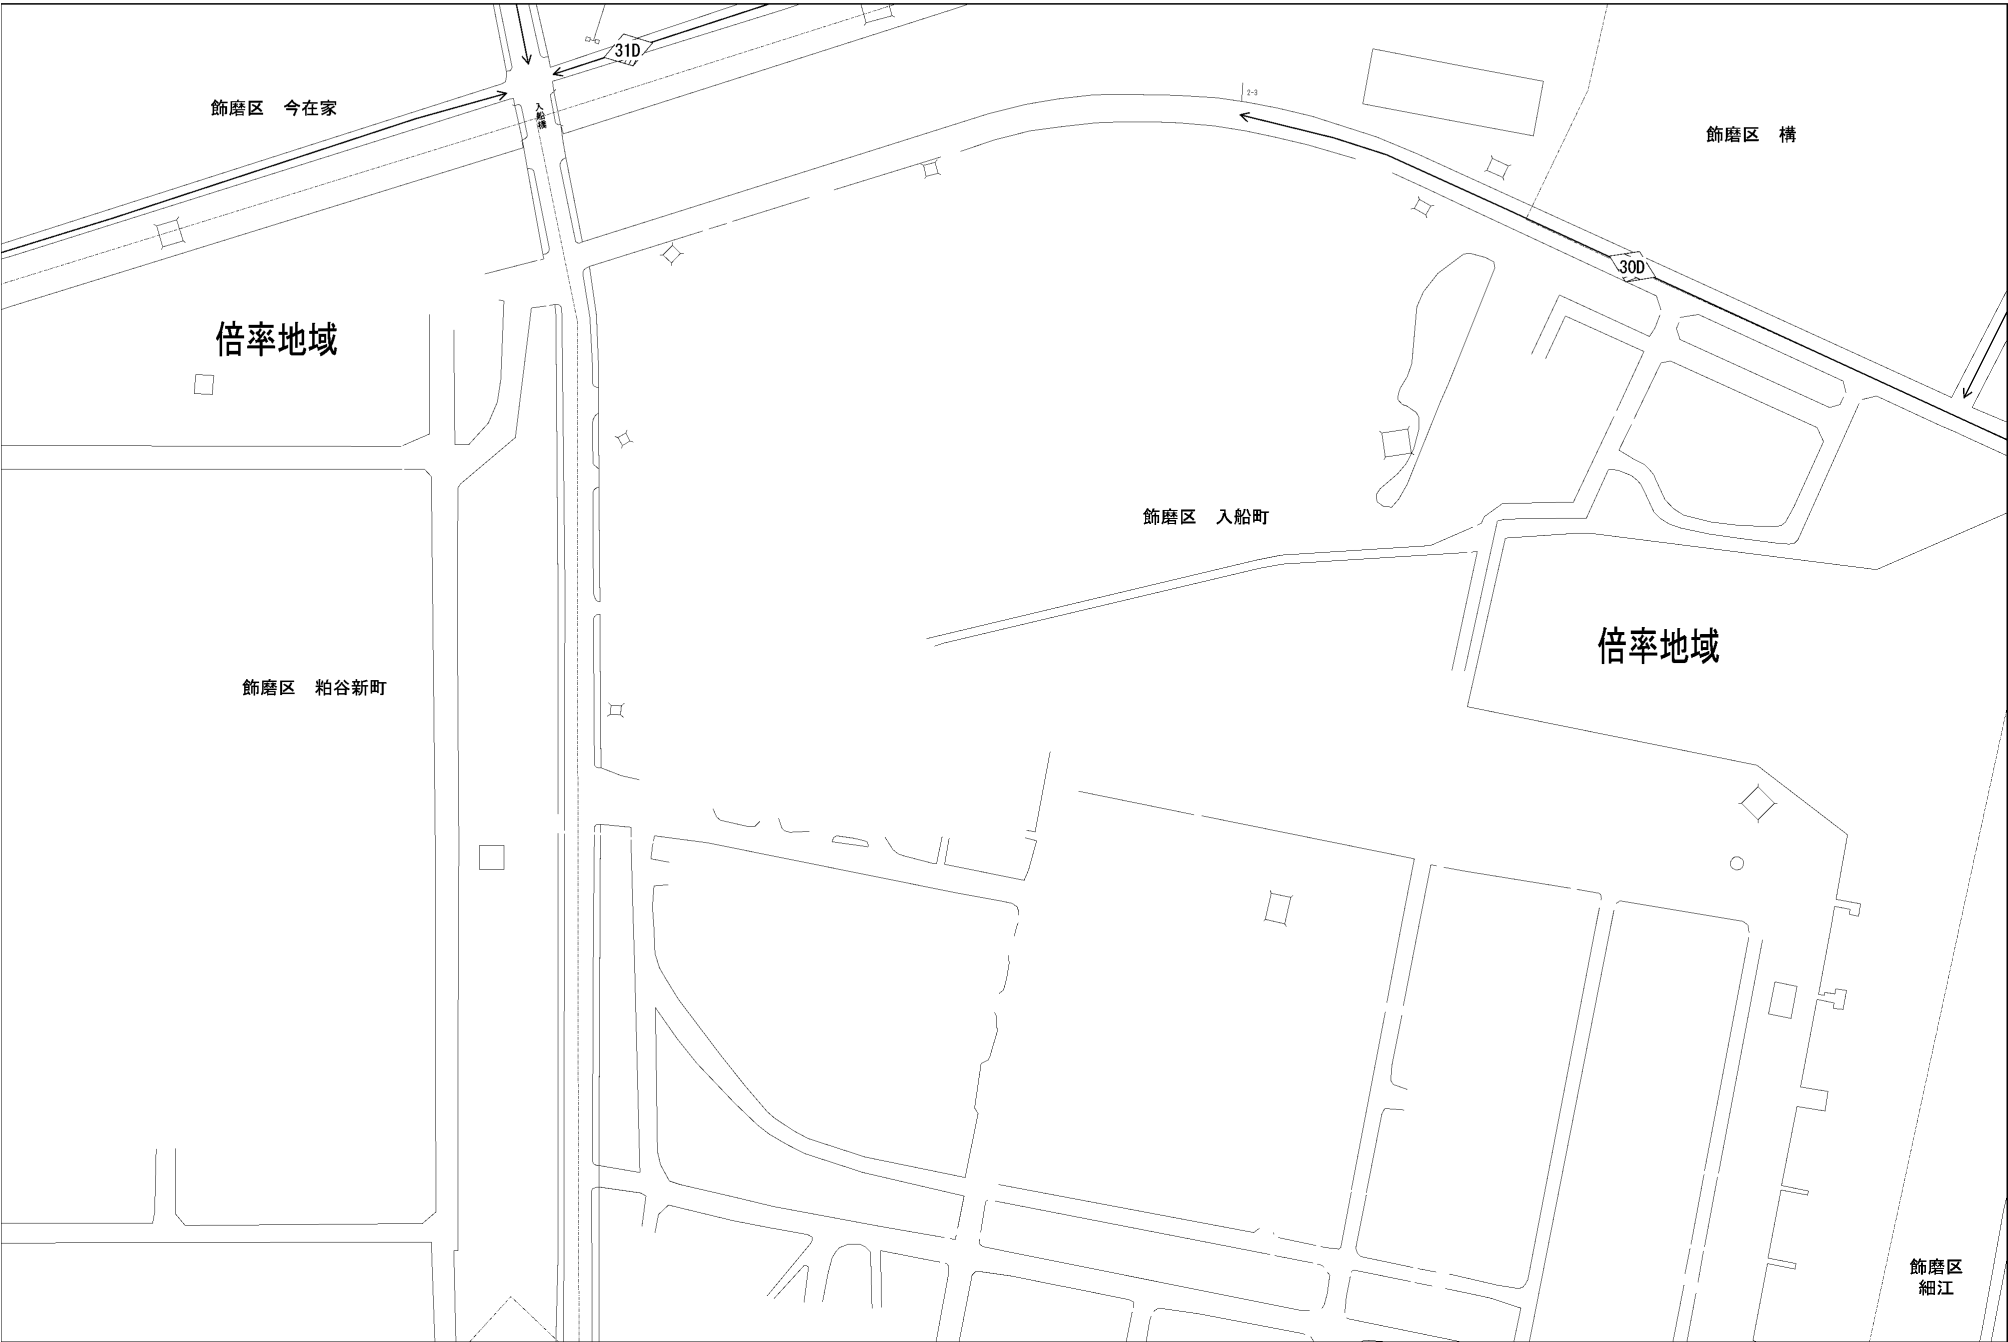 31D
飾磨区　今在家
入船橋
2-3
飾磨区　構
30D
倍率地域
飾磨区　入船町
倍率地域
飾磨区　粕谷新町
飾磨区
細江